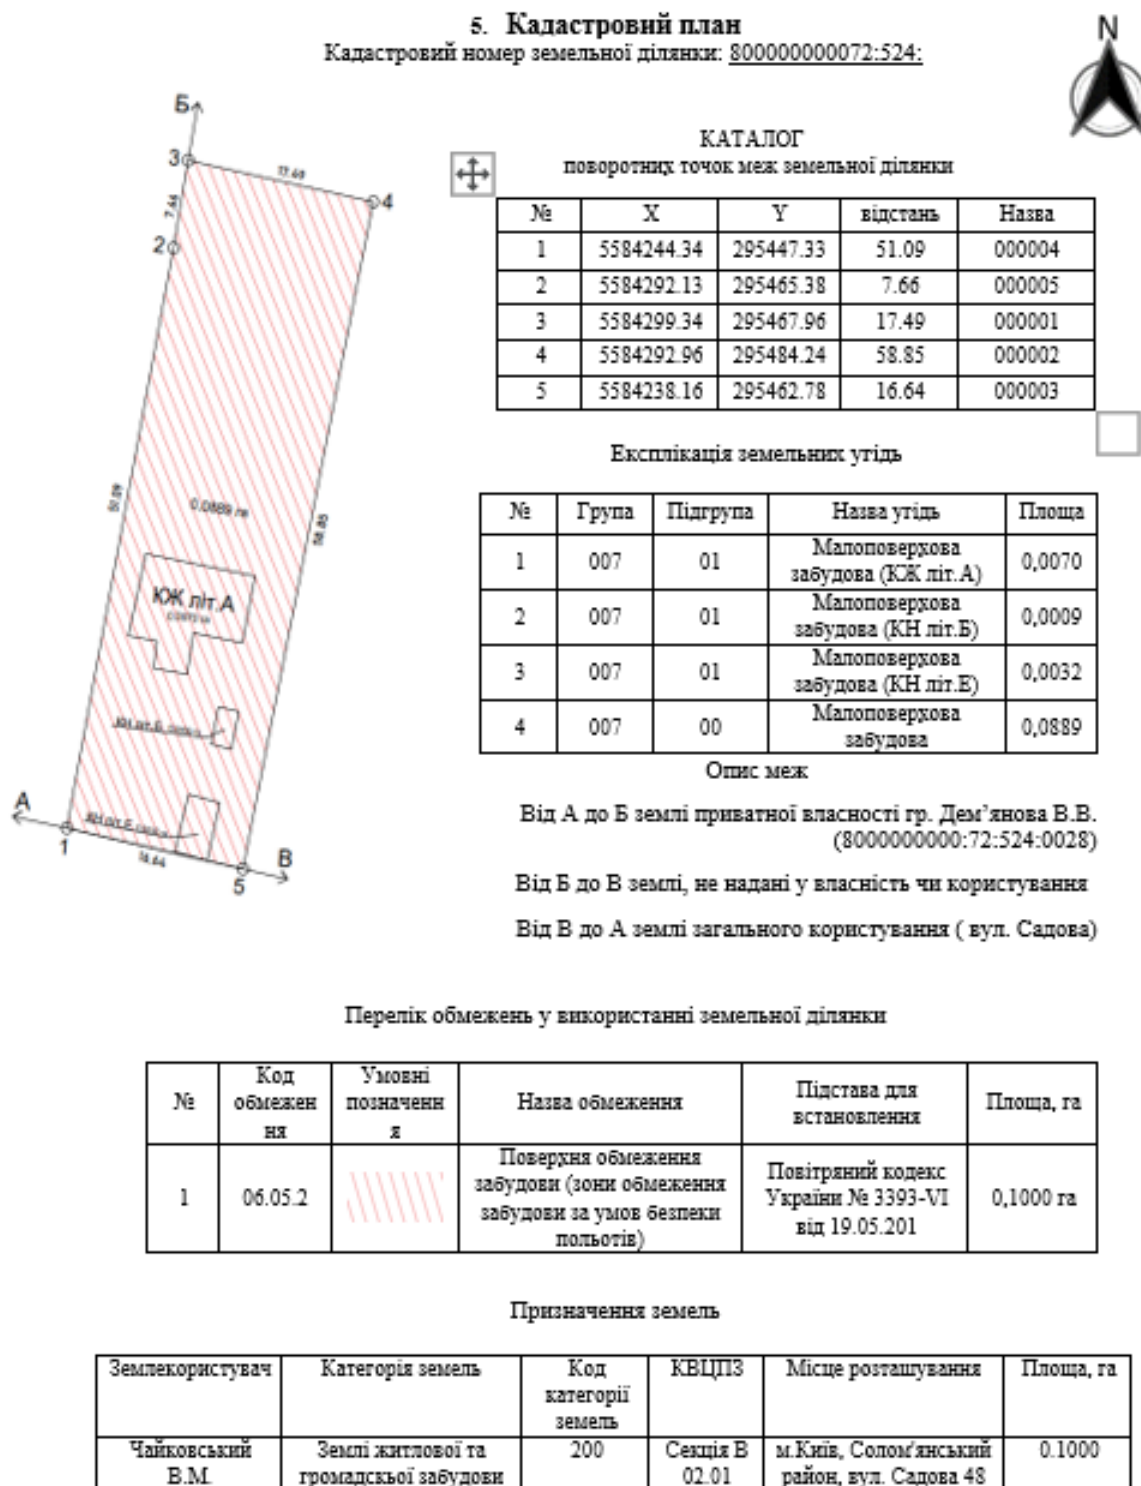 5. Кадастровий план
Кадастровий номер земельної ділянки: 800000000072:524:
N
Б
3
17.49
4
7.66
2
51.09
0.0889 га
58.85
КЖ літ.А
А
1
16.64
5
В
КАТАЛОГ
поворотних точок меж земельної ділянки
№ X Y відстань Назва
1 5584244.34 295447.33 51.09 000004
2 5584292.13 295465.38 7.66 000005
3 5584299.34 295467.96 17.49 000001
4 5584292.96 295484.24 58.85 000002
5 5584238.16 295462.78 16.64 000003
Експлікація земельних угідь
№ Група Підгрупа Назва угідь Площа
1 007 01 Малоповерхова забудова (КЖ літ.А) 0,0070
2 007 01 Малоповерхова забудова (КН літ.Б) 0,0009
3 007 01 Малоповерхова забудова (КН літ.Е) 0,0032
4 007 00 Малоповерхова забудова 0,0889
Опис меж
Від А до Б землі приватної власності гр. Дем’янова В.В.
(8000000000:72:524:0028)
Від Б до В землі, не надані у власність чи користування
Від В до А землі загального користування ( вул. Садова)
Перелік обмежень у використанні земельної ділянки
№ Код обмежен ня Умовні позначенн я Назва обмеження Підстава для встановлення Площа, га
1 06.05.2 Поверхня обмеження забудови (зони обмеження забудови за умов безпеки польотів) Повітряний кодекс України № 3393-VI від 19.05.201 0,1000 га
Призначення земель
Землекористувач Категорія земель Код категорії земель КВЦПЗ Місце розташування Площа, га
Чайковський В.М. Землі житлової та громадської забудови 200 Секція В 02.01 м.Київ, Солом'янський район, вул. Садова 48 0.1000